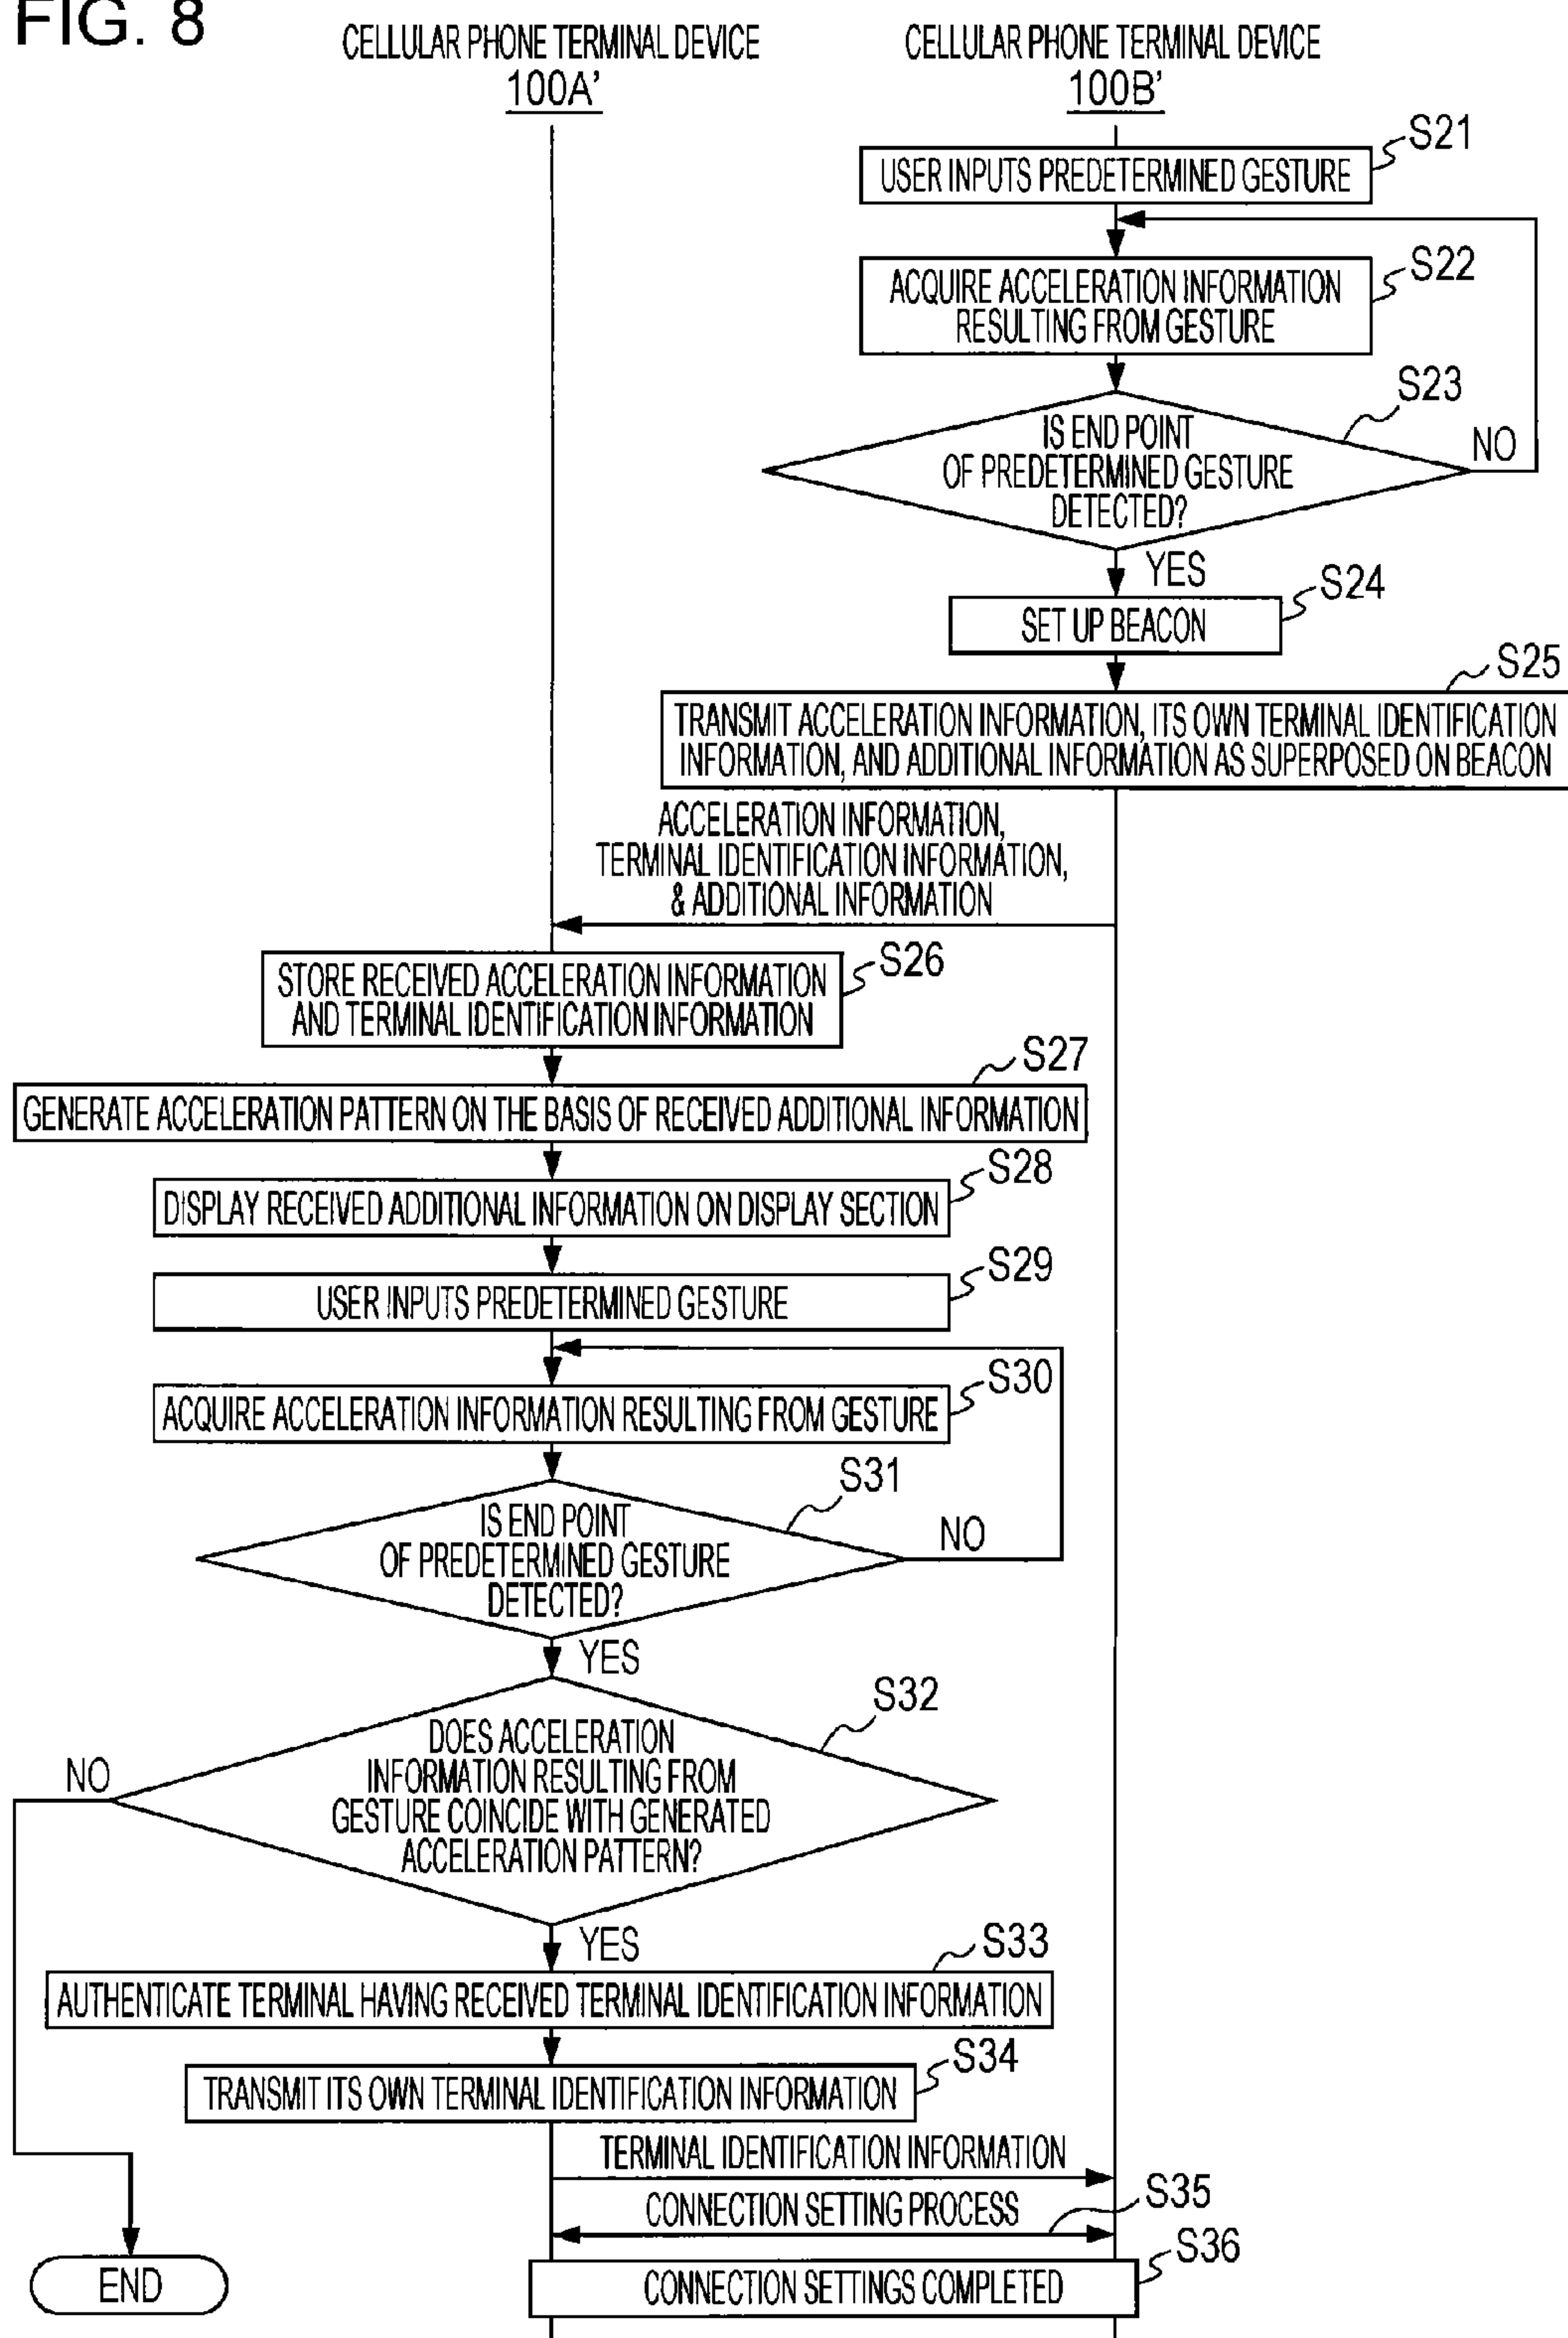 FIG. 8
CELLULAR PHONE TERMINAL DEVICE
100A'
CELLULAR PHONE TERMINAL DEVICE
100B'
S21
USER INPUTS PREDETERMINED GESTURE
S22
ACQUIRE ACCELERATION INFORMATION
RESULTING FROM GESTURE
S23
IS END POINT
OF PREDETERMINED GESTURE
DETECTED?
NO
YES
S24
SET UP BEACON
S25
TRANSMIT ACCELERATION INFORMATION, ITS OWN TERMINAL IDENTIFICATION
INFORMATION, AND ADDITIONAL INFORMATION AS SUPERPOSED ON BEACON
ACCELERATION INFORMATION,
TERMINAL IDENTIFICATION INFORMATION,
& ADDITIONAL INFORMATION
S26
STORE RECEIVED ACCELERATION INFORMATION
AND TERMINAL IDENTIFICATION INFORMATION
S27
GENERATE ACCELERATION PATTERN ON THE BASIS OF RECEIVED ADDITIONAL INFORMATION
S28
DISPLAY RECEIVED ADDITIONAL INFORMATION ON DISPLAY SECTION
S29
USER INPUTS PREDETERMINED GESTURE
S30
ACQUIRE ACCELERATION INFORMATION RESULTING FROM GESTURE
S31
IS END POINT
OF PREDETERMINED GESTURE
DETECTED?
NO
YES
S32
DOES ACCELERATION
INFORMATION RESULTING FROM
GESTURE COINCIDE WITH GENERATED
ACCELERATION PATTERN?
NO
YES
S33
AUTHENTICATE TERMINAL HAVING RECEIVED TERMINAL IDENTIFICATION INFORMATION
S34
TRANSMIT ITS OWN TERMINAL IDENTIFICATION INFORMATION
TERMINAL IDENTIFICATION INFORMATION
CONNECTION SETTING PROCESS
S35
S36
CONNECTION SETTINGS COMPLETED
END